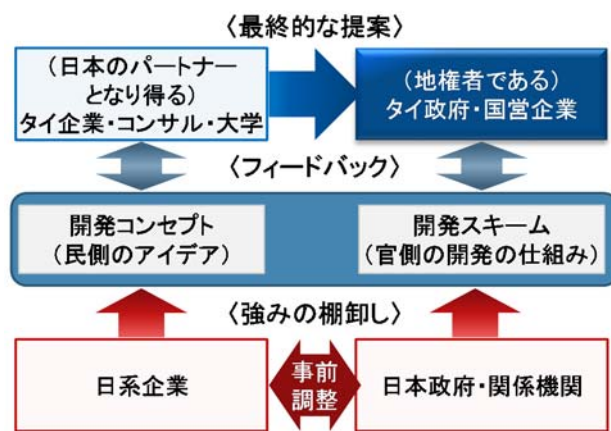 〈最終的な提案〉
（日本のパートナー
となり得る）
タイ企業・コンサル・大学
（地権者である）
タイ政府・国営企業
〈フィードバック〉
開発コンセプト
（民側のアイデア）
開発スキーム
（官側の開発の仕組み）
〈強みの棚卸し〉
日系企業
事前
調整
日本政府・関係機関